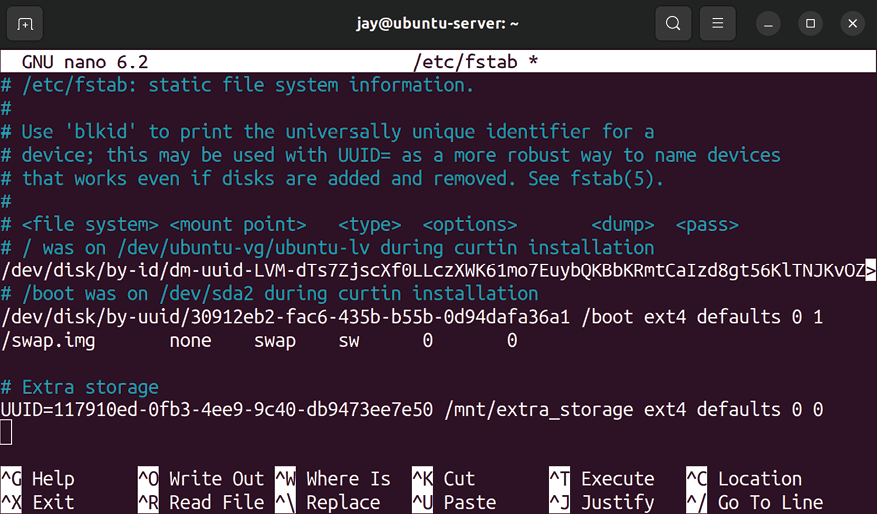 jay@ubuntu-server: ~
GNU nano 6.2 /etc/fstab *
# /etc/fstab: static file system information.
#
# Use 'blkid' to print the universally unique identifier for a
# device; this may be used with UUID= as a more robust way to name devices
# that works even if disks are added and removed. See fstab(5).
#
# <file system> <mount point>   <type>  <options>       <dump>  <pass>
# / was on /dev/ubuntu-vg/ubuntu-lv during curtin installation
/dev/disk/by-id/dm-uuid-LVM-dTs7ZjscXf0LLczXWK61mo7EuybQKBbKRmtCaIzd8gt56KlTNJKvOZ>
# /boot was on /dev/sda2 during curtin installation
/dev/disk/by-uuid/30912eb2-fac6-435b-b55b-0d94dafa36a1 /boot ext4 defaults 0 1
/swap.img       none    swap    sw      0       0
# Extra storage
UUID=117910ed-0fb3-4ee9-9c40-db9473ee7e50 /mnt/extra_storage ext4 defaults 0 0
^G Help ^O Write Out ^W Where Is ^K Cut ^T Execute ^C Location
^X Exit ^R Read File ^\ Replace ^U Paste ^J Justify ^/ Go To Line